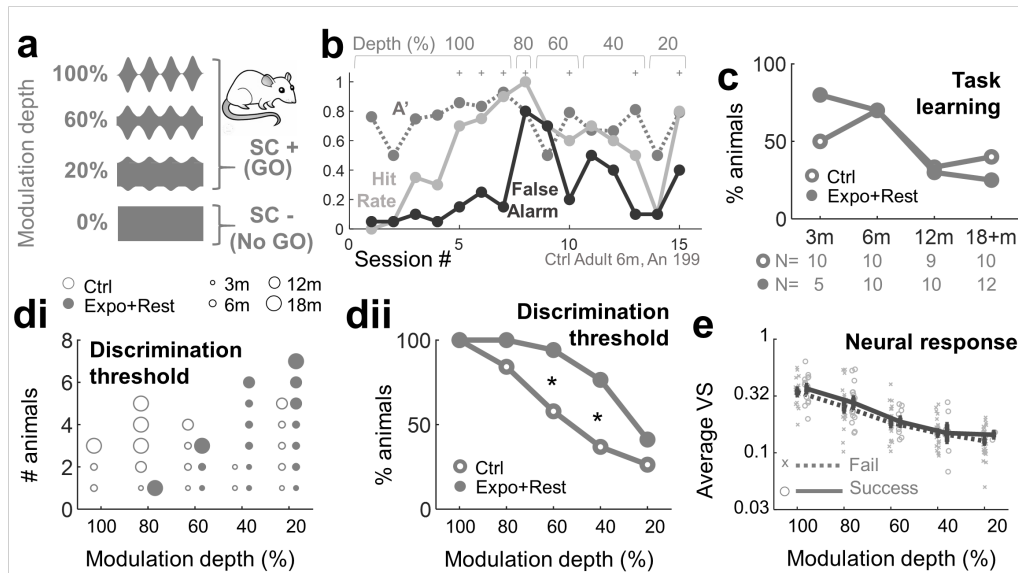 a
Modulation depth
100%
60%
20%
0%
SC +
(GO)
SC -
(No GO)
b
Depth (%) 100 80 60 40 20
+ + + + + + +
1
0.8
0.6
0.4
0.2
0
A'
Hit
Rate
False
Alarm
0 5 10 15
Session #
Ctrl Adult 6m, An 199
c
Task
learning
% animals
100
50
0
Ctrl
Expo+Rest
3m 6m 12m 18+m
N= 10 10 9 10
N= 5 10 10 12
Ctrl
Expo+Rest
3m 12m
6m 18m
di
Discrimination
threshold
# animals
8
6
4
2
0
100 80 60 40 20
Modulation depth (%)
dii
Discrimination
threshold
% animals
100
50
0
* *
Ctrl
Expo+Rest
100 80 60 40 20
Modulation depth (%)
e
Neural response
Average VS
1
0.32
0.1
0.03
x Fail
Success
100 80 60 40 20
Modulation depth (%)